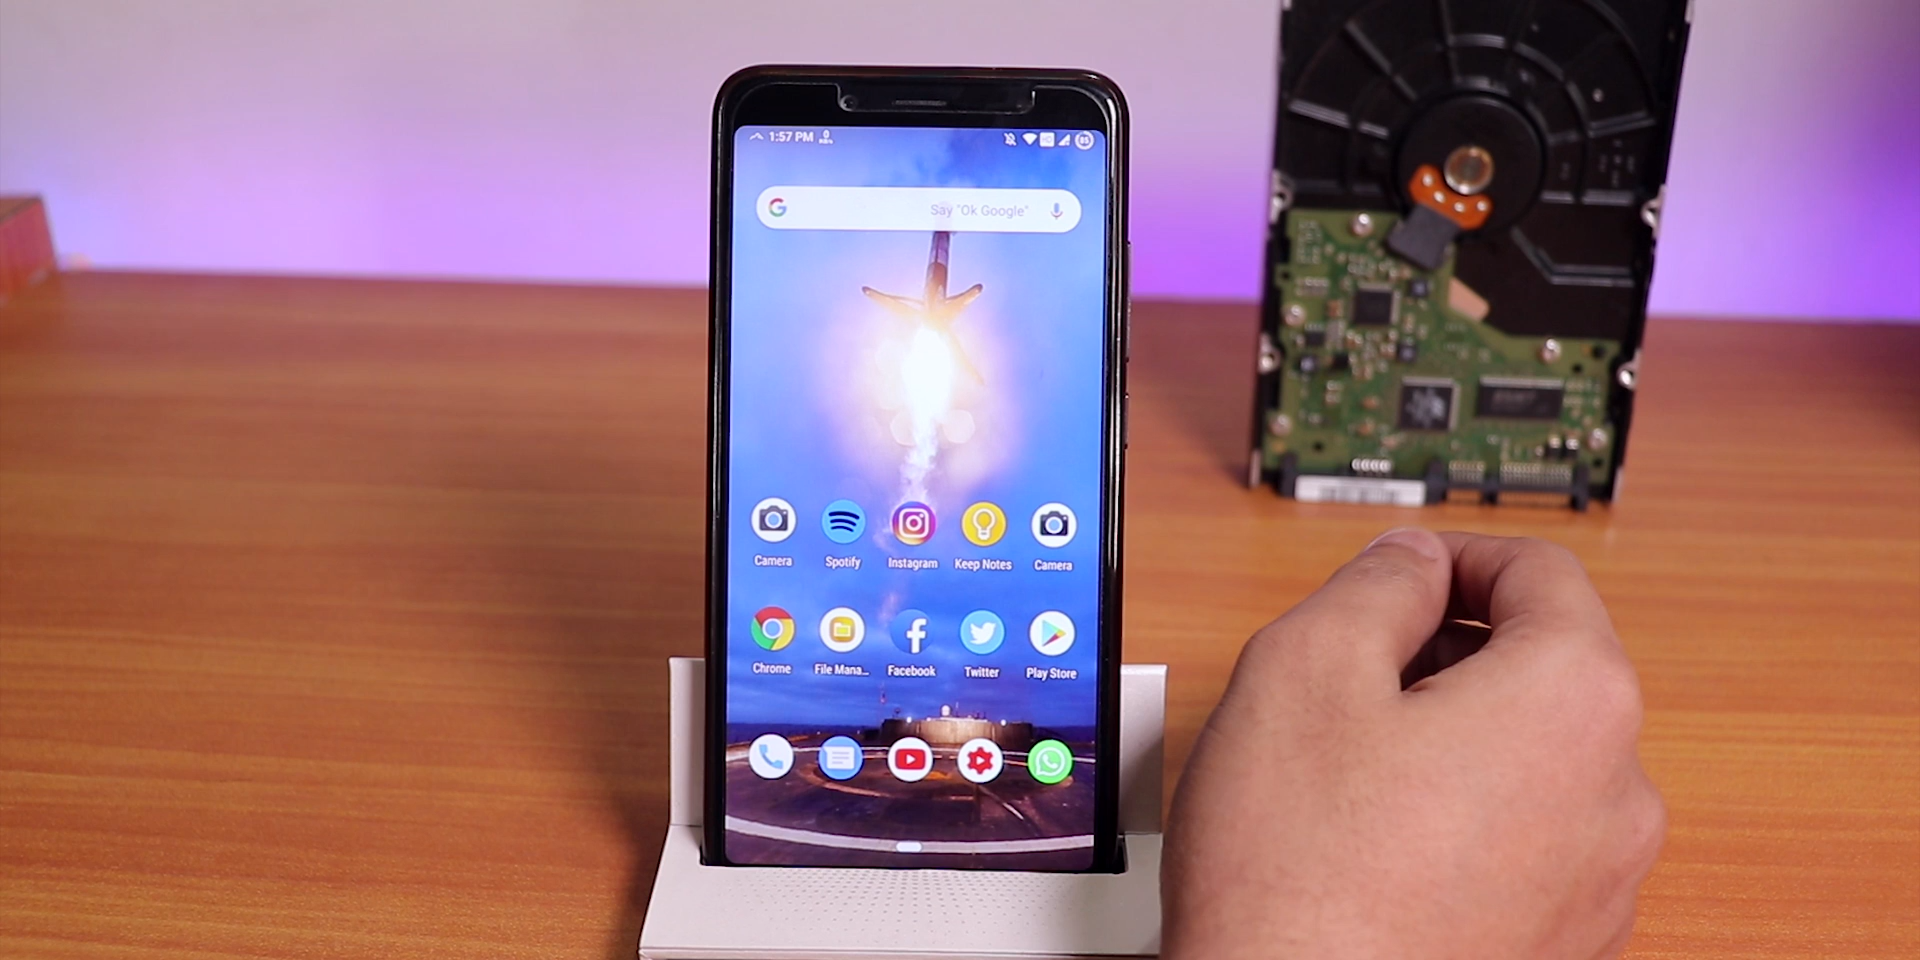 1:57 PM 0
Say "Ok Google"
Camera Spotify Instagram Keep Notes Camera
Chrome File Mana... Facebook Twitter Play Store